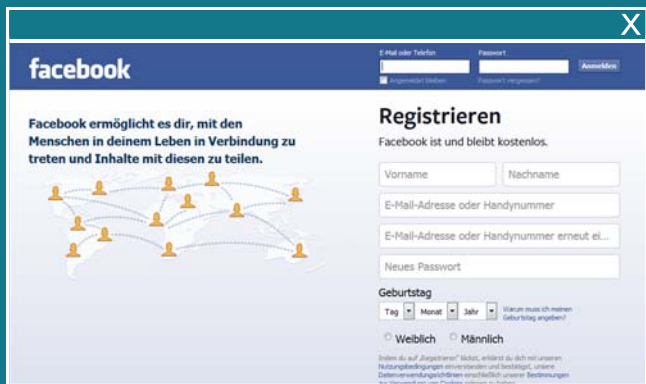 X
facebook
E-Mail oder Telefon
Passwort
Anmelden
Angemeldet bleiben
Passwort vergessen?
Facebook ermöglicht es dir, mit den
Menschen in deinem Leben in Verbindung zu
treten und Inhalte mit diesen zu teilen.
Registrieren
Facebook ist und bleibt kostenlos.
Vorname
Nachname
E-Mail-Adresse oder Handynummer
E-Mail-Adresse oder Handynummer erneut ei...
Neues Passwort
Geburtstag
Tag Monat Jahr
Warum muss ich meinen
Geburtstag angeben?
Weiblich Männlich
Indem du auf „Registrieren“ klickst, erklärst du dich mit unseren
Nutzungsbedingungen einverstanden und bestätigst, unsere
Datenverwendungsrichtlinien einschließlich unserer Bestimmungen